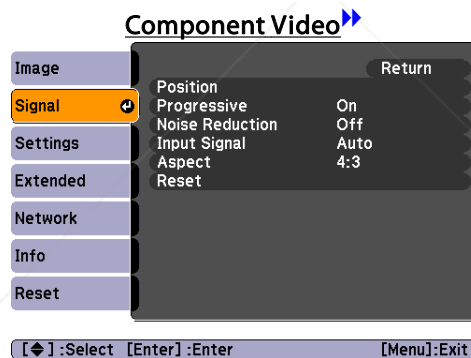 Component Video
Image
Signal
Settings
Extended
Network
Info
Reset
Return
Position
Progressive On
Noise Reduction Off
Input Signal Auto
Aspect 4:3
Reset
[◆] :Select [Enter] :Enter [Menu]:Exit